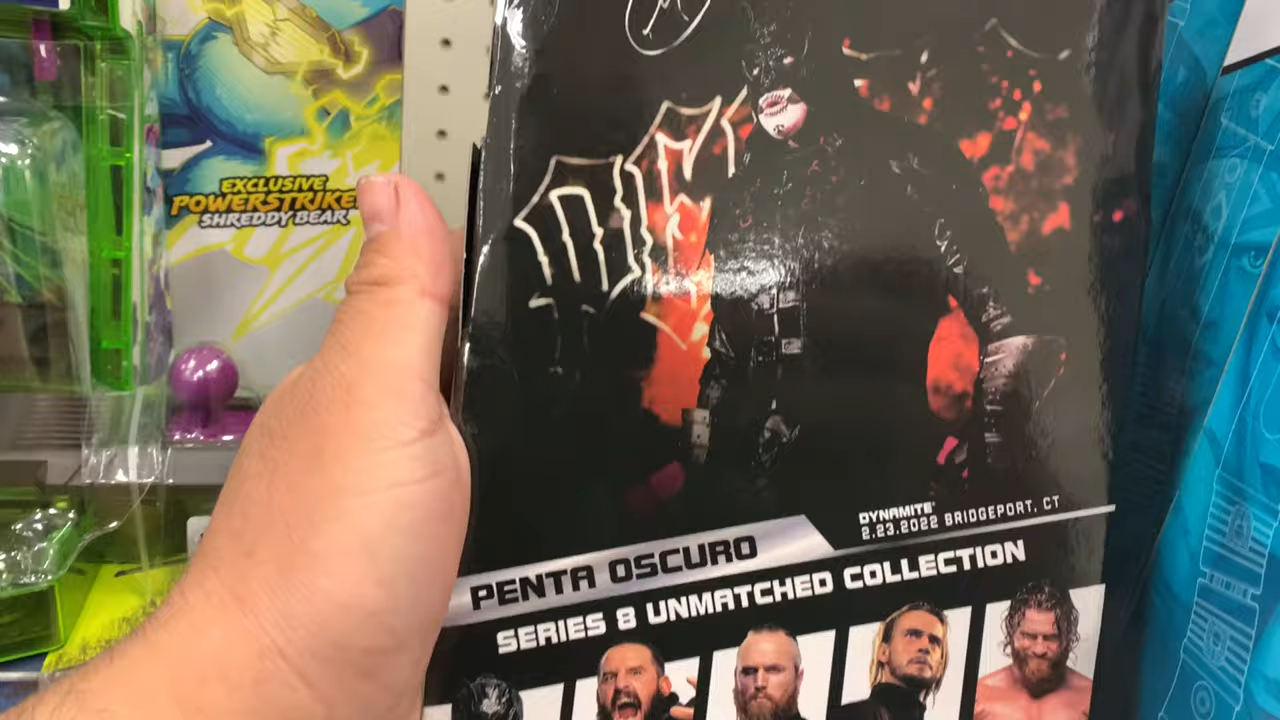 EXCLUSIVE
POWERSTRIKE
SHREDDY BEAR
DYNAMITE
2.23.2022 BRIDGEPORT, CT
PENTA OSCURO
SERIES 8 UNMATCHED COLLECTION